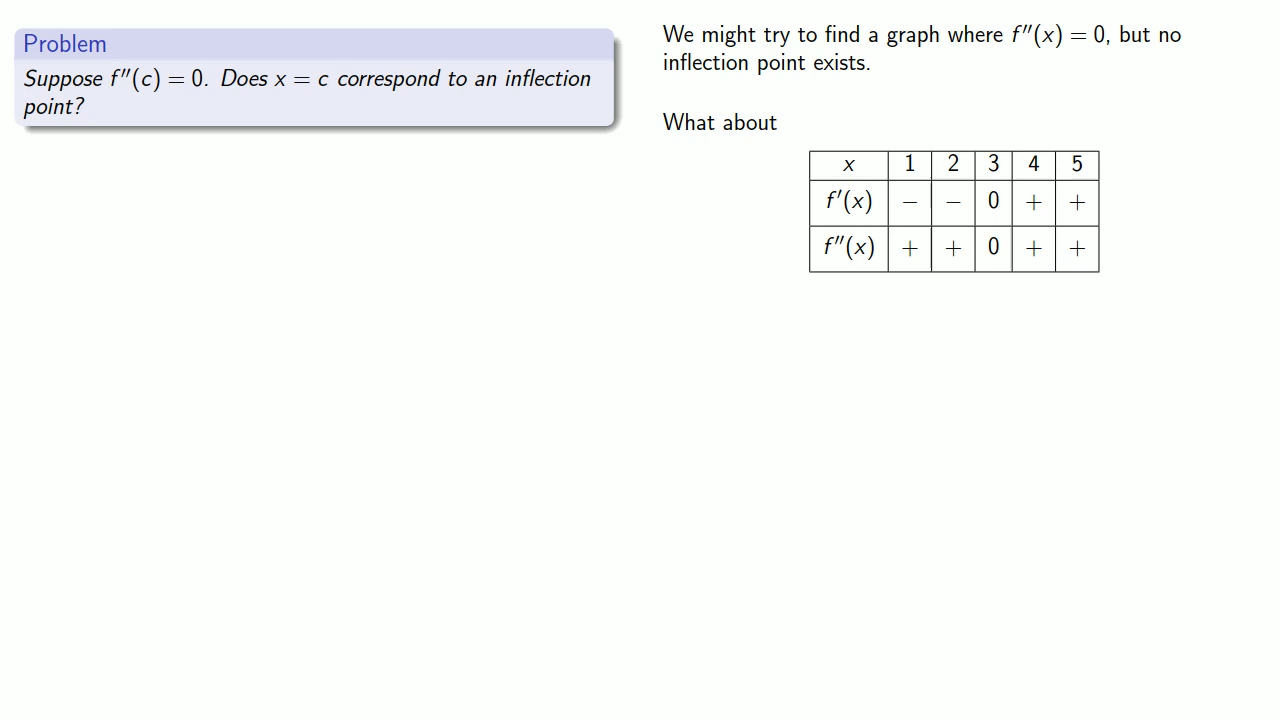 Problem
Suppose f″(c) = 0. Does x = c correspond to an inflection
point?
We might try to find a graph where f″(x) = 0, but no
inflection point exists.
What about
x 1 2 3 4 5
f′(x) − − 0 + +
f″(x) + + 0 + +